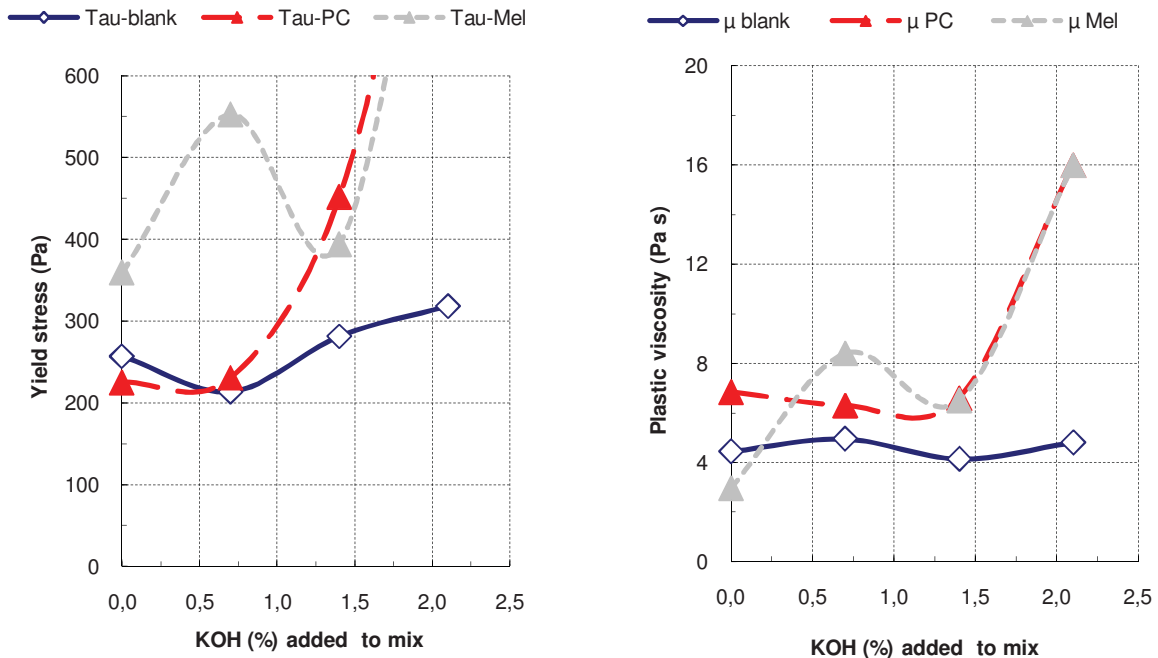 Tau-blank Tau-PC Tau-Mel
Yield stress (Pa)
600
500
400
300
200
100
0
0,0 0,5 1,0 1,5 2,0 2,5
KOH (%) added to mix
μ blank μ PC μ Mel
Plastic viscosity (Pa s)
20
16
12
8
4
0
0,0 0,5 1,0 1,5 2,0 2,5
KOH (%) added to mix